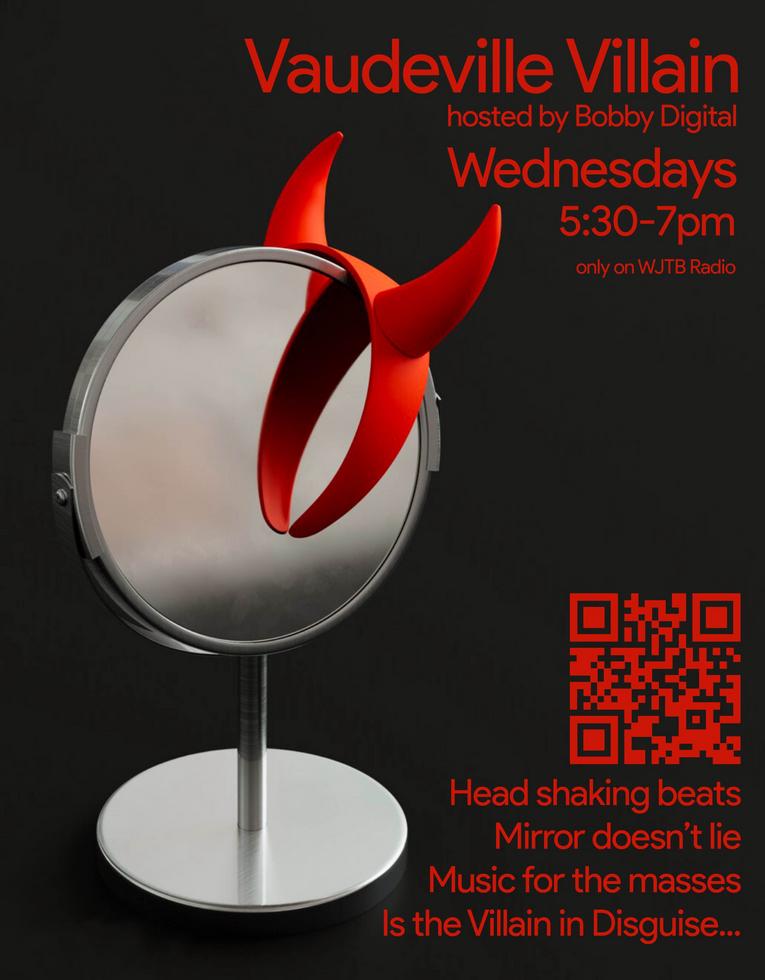 Vaudeville Villain
hosted by Bobby Digital
Wednesdays
5:30-7pm
only on WJTB Radio
Head shaking beats
Mirror doesn’t lie
Music for the masses
Is the Villain in Disguise...